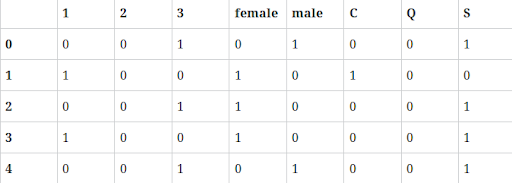 1 2 3 female male C Q S
0 0 0 1 0 1 0 0 1
1 1 0 0 1 0 1 0 0
2 0 0 1 1 0 0 0 1
3 1 0 0 1 0 0 0 1
4 0 0 1 0 1 0 0 1